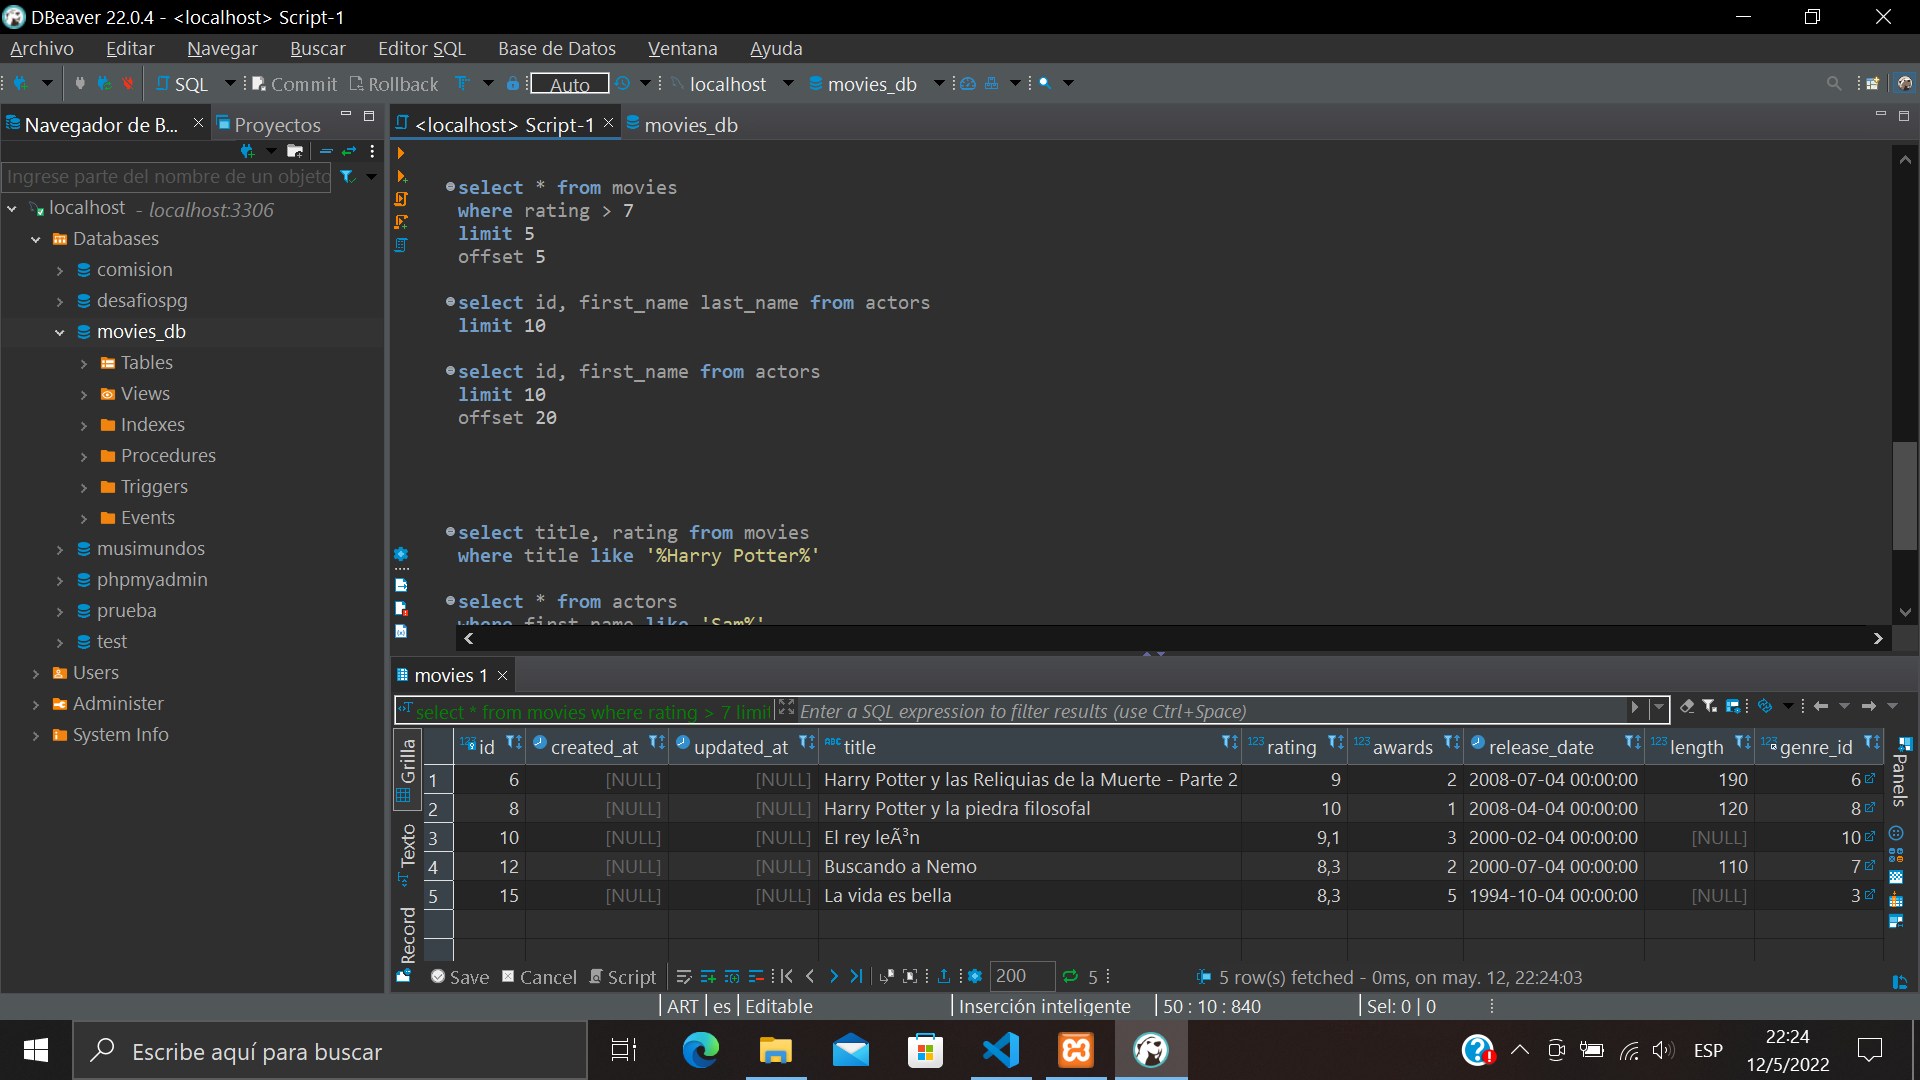 DBeaver 22.0.4 - <localhost> Script-1
Archivo Editar Navegar Buscar Editor SQL Base de Datos Ventana Ayuda
SQL Commit Rollback Auto localhost movies_db
Navegador de B... Proyectos
<localhost> Script-1 movies_db
Ingrese parte del nombre de un objeto
localhost - localhost:3306
Databases
comision
desafiospg
movies_db
Tables
Views
Indexes
Procedures
Triggers
Events
musimundos
phpmyadmin
prueba
test
Users
Administer
System Info
select * from movies
where rating > 7
limit 5
offset 5
select id, first_name last_name from actors
limit 10
select id, first_name from actors
limit 10
offset 20
select title, rating from movies
where title like '%Harry Potter%'
select * from actors
where first_name like 'Sam%'
movies 1
select * from movies where rating > 7 limit Enter a SQL expression to filter results (use Ctrl+Space)
Grilla
Texto
Record
Panels
id created_at updated_at title rating awards release_date length genre_id
1 6 [NULL] [NULL] Harry Potter y las Reliquias de la Muerte - Parte 2 9 2 2008-07-04 00:00:00 190 6
2 8 [NULL] [NULL] Harry Potter y la piedra filosofal 10 1 2008-04-04 00:00:00 120 8
3 10 [NULL] [NULL] El rey leÃ³n 9,1 3 2000-02-04 00:00:00 [NULL] 10
4 12 [NULL] [NULL] Buscando a Nemo 8,3 2 2000-07-04 00:00:00 110 7
5 15 [NULL] [NULL] La vida es bella 8,3 5 1994-10-04 00:00:00 [NULL] 3
Save Cancel Script 200 5 5 row(s) fetched - 0ms, on may. 12, 22:24:03
ART es Editable Inserción inteligente 50 : 10 : 840 Sel: 0 | 0
Escribe aquí para buscar
ESP
22:24
12/5/2022